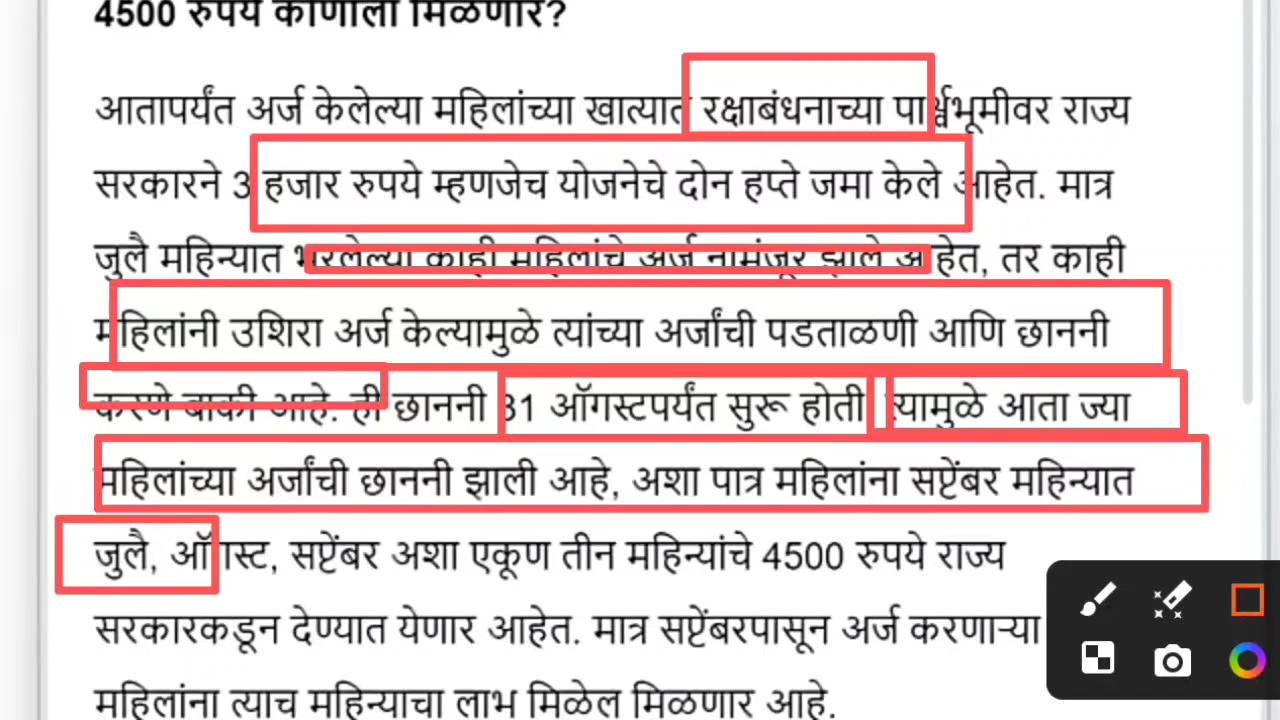 4500 रुपये कोणाला मिळणार?
आतापर्यंत अर्ज केलेल्या महिलांच्या खात्यात रक्षाबंधनाच्या पार्श्वभूमीवर राज्य
सरकारने 3 हजार रुपये म्हणजेच योजनेचे दोन हप्ते जमा केले आहेत. मात्र
जुलै महिन्यात भरलेल्या काही महिलांचे अर्ज नामंजूर झाले आहेत, तर काही
महिलांनी उशिरा अर्ज केल्यामुळे त्यांच्या अर्जांची पडताळणी आणि छाननी
करणे बाकी आहे. ही छाननी 31 ऑगस्टपर्यंत सुरू होती त्यामुळे आता ज्या
महिलांच्या अर्जांची छाननी झाली आहे, अशा पात्र महिलांना सप्टेंबर महिन्यात
जुलै, ऑगस्ट, सप्टेंबर अशा एकूण तीन महिन्यांचे 4500 रुपये राज्य
सरकारकडून देण्यात येणार आहेत. मात्र सप्टेंबरपासून अर्ज करणाऱ्या
महिलांना त्याच महिन्याचा लाभ मिळेल मिळणार आहे.